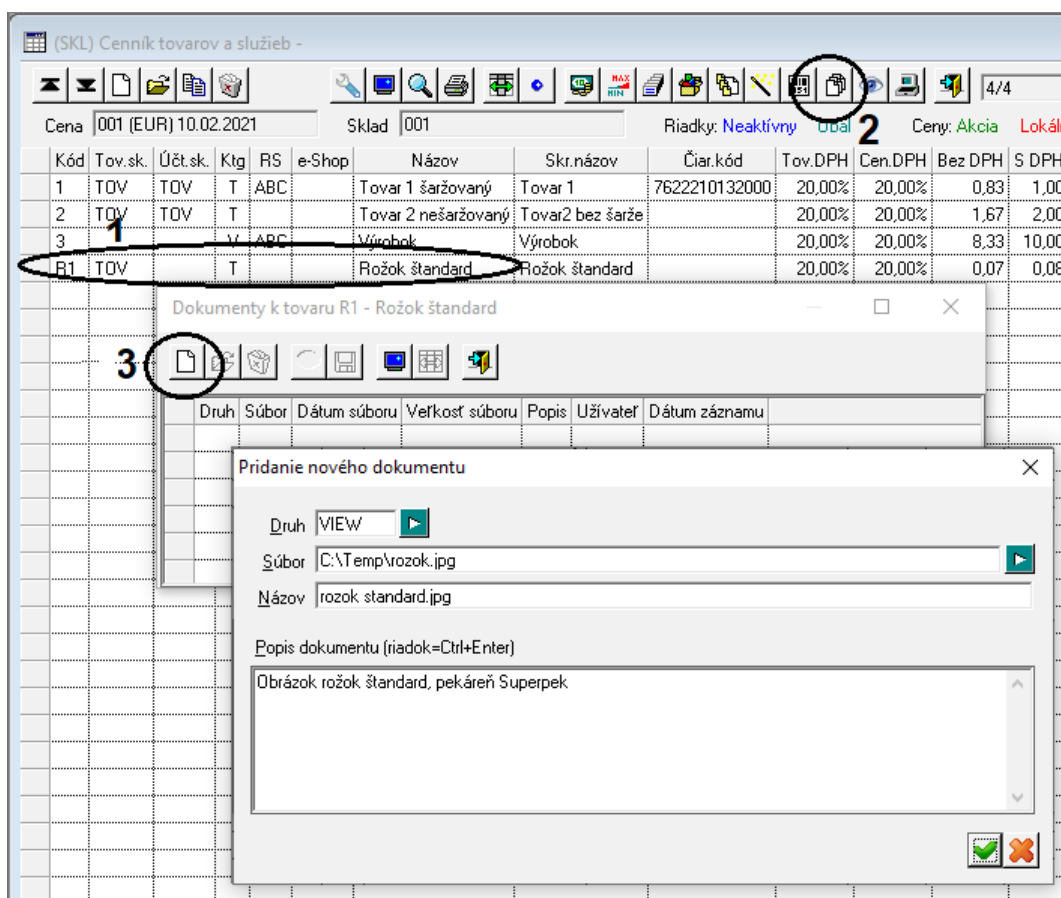 (SKL) Cenník tovarov a služieb -
MAX
MIN
4/4
Cena 001 (EUR) 10.02.2021 Sklad 001 Riadky: Neaktívny Obal 2 Ceny: Akcia Lokál
Kód Tov.sk. Účt.sk. Ktg RS e-Shop Názov Skr.názov Čiar.kód Tov.DPH Cen.DPH Bez DPH S DPH
1 TOV TOV T ABC Tovar 1 šaržovaný Tovar 1 7622210132000 20,00% 20,00% 0,83 1,00
2 TOV TOV T Tovar 2 nešaržovaný Tovar2 bez šarže 20,00% 20,00% 1,67 2,00
1
3 V ABC Výrobok Výrobok 20,00% 20,00% 8,33 10,00
R1 TOV T Rožok štandard Rožok štandard 20,00% 20,00% 0,07 0,08
Dokumenty k tovaru R1 - Rožok štandard
3
Druh Súbor Dátum súboru Veľkosť súboru Popis Užívateľ Dátum záznamu
Pridanie nového dokumentu
Druh VIEW
Súbor C:\Temp\rozok.jpg
Názov rozok standard.jpg
Popis dokumentu (riadok=Ctrl+Enter)
Obrázok rožok štandard, pekáreň Superpek